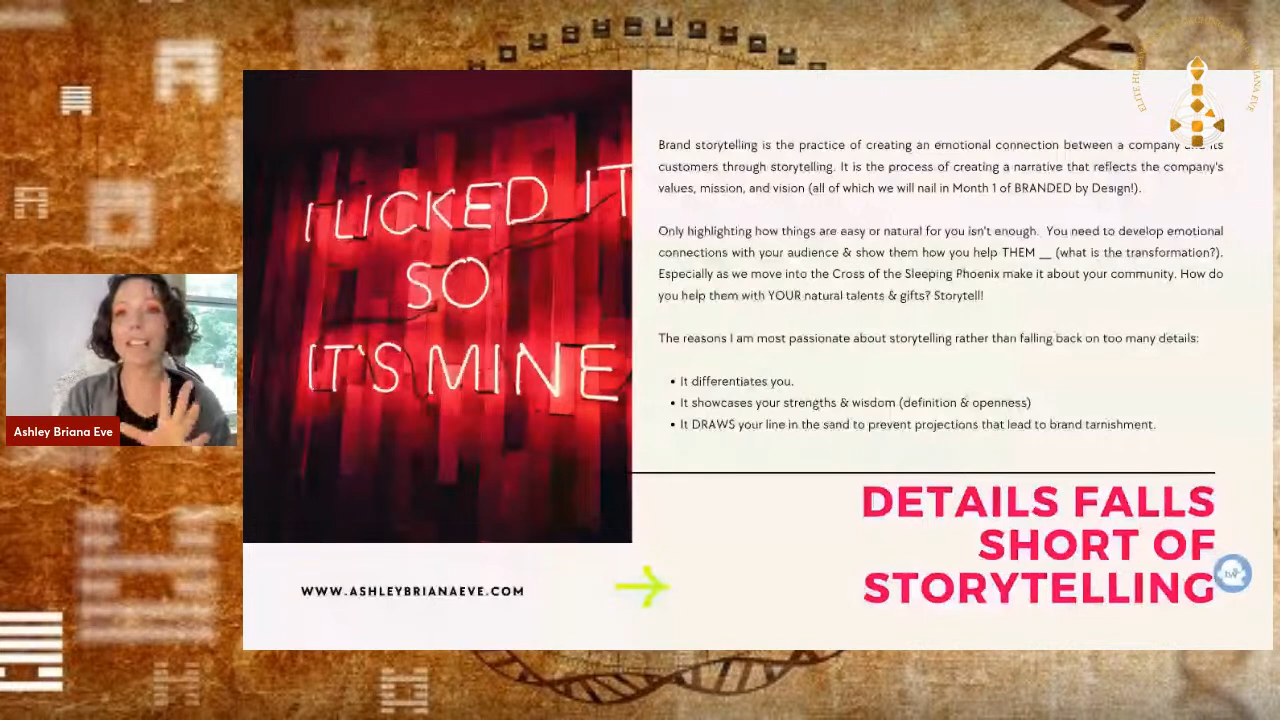 I LICKED IT
SO
IT'S MINE
Brand storytelling is the practice of creating an emotional connection between a company and its
customers through storytelling. It is the process of creating a narrative that reflects the company's
values, mission, and vision (all of which we will nail in Month 1 of BRANDED by Design!).
Only highlighting how things are easy or natural for you isn't enough. You need to develop emotional
connections with your audience & show them how you help THEM __ (what is the transformation?).
Especially as we move into the Cross of the Sleeping Phoenix make it about your community. How do
you help them with YOUR natural talents & gifts? Storytell!
The reasons I am most passionate about storytelling rather than falling back on too many details:
• It differentiates you.
• It showcases your strengths & wisdom (definition & openness)
• It DRAWS your line in the sand to prevent projections that lead to brand tarnishment.
DETAILS FALLS
SHORT OF
STORYTELLING
WWW.ASHLEYBRIANAEVE.COM
Ashley Briana Eve